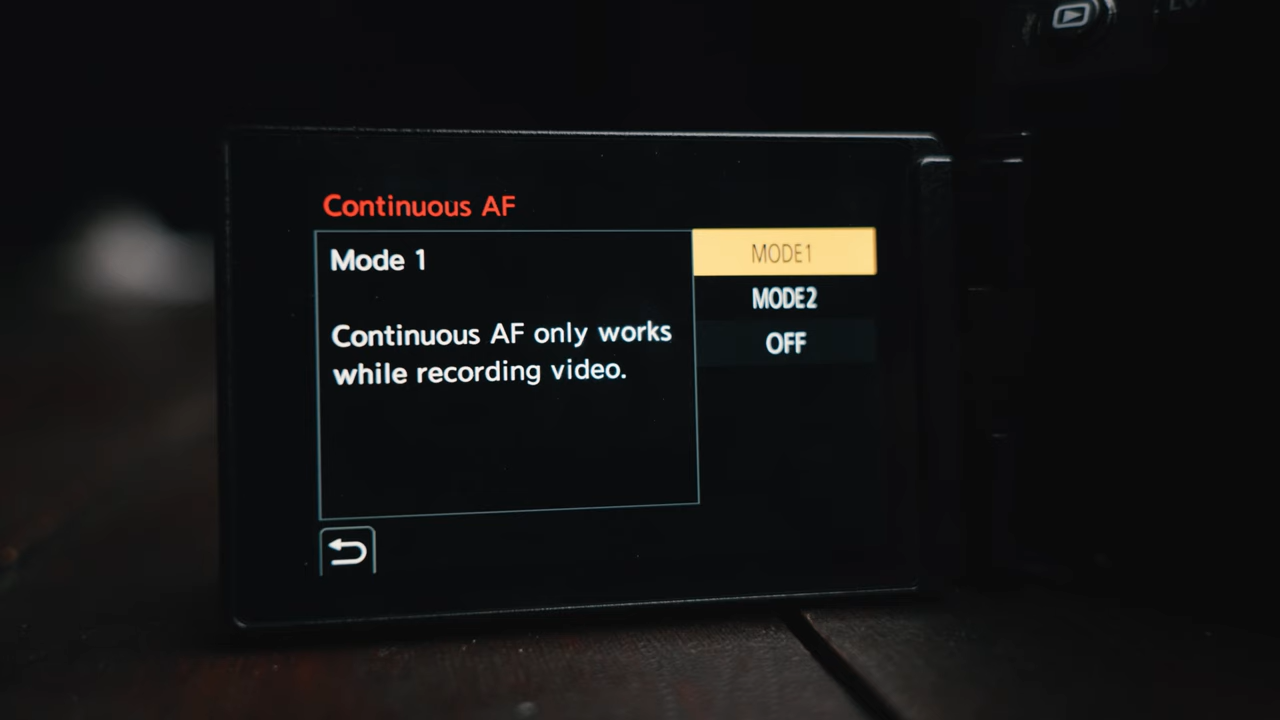 Continuous AF
Mode 1
MODE1
MODE2
Continuous AF only works
while recording video.
OFF